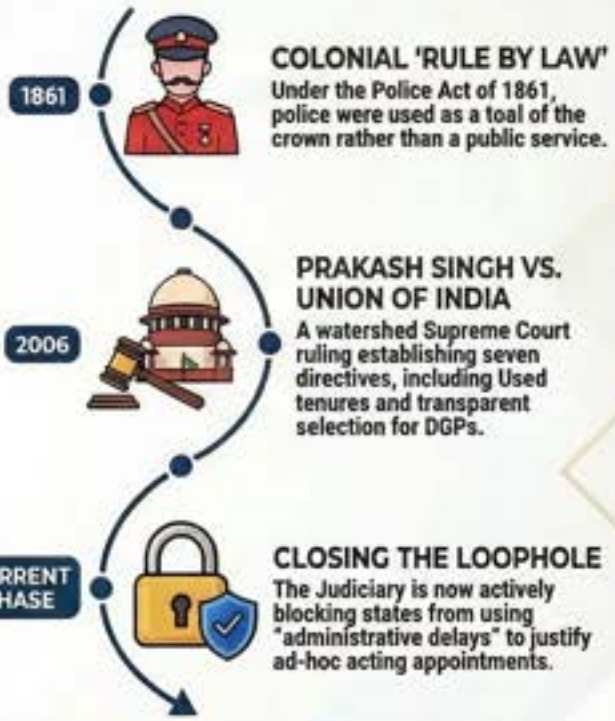 1861
COLONIAL 'RULE BY LAW'
Under the Police Act of 1861,
police were used as a toal of the
crown rather than a public service.
2006
PRAKASH SINGH VS.
UNION OF INDIA
A watershed Supreme Court
ruling establishing seven
directives, including Used
tenures and transparent
selection for DGPs.
RRENT
HASE
CLOSING THE LOOPHOLE
The Judiciary is now actively
blocking states from using
"administrative delays" to justify
ad-hoc acting appointments.